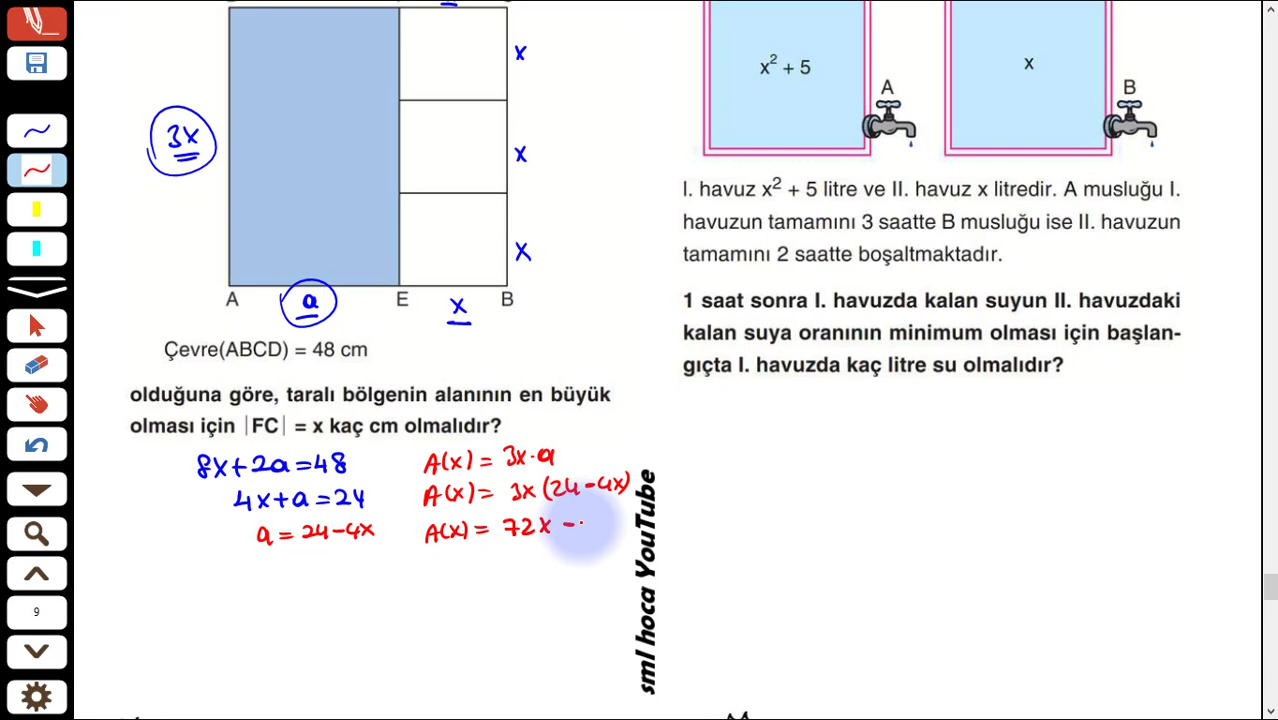 x
3x
x
x
A
a
E
x
B
Çevre(ABCD) = 48 cm
olduğuna göre, taralı bölgenin alanının en büyük
olması için |FC| = x kaç cm olmalıdır?
8x+2a=48
4x+a=24
a=24-4x
A(x) = 3x·a
A(x) = 3x(24-4x)
A(x) = 72x -
sml hoca YouTube
x² + 5
A
x
B
I. havuz x² + 5 litre ve II. havuz x litredir. A musluğu I.
havuzun tamamını 3 saatte B musluğu ise II. havuzun
tamamını 2 saatte boşaltmaktadır.
1 saat sonra I. havuzda kalan suyun II. havuzdaki
kalan suya oranının minimum olması için başlan-
gıçta I. havuzda kaç litre su olmalıdır?
9